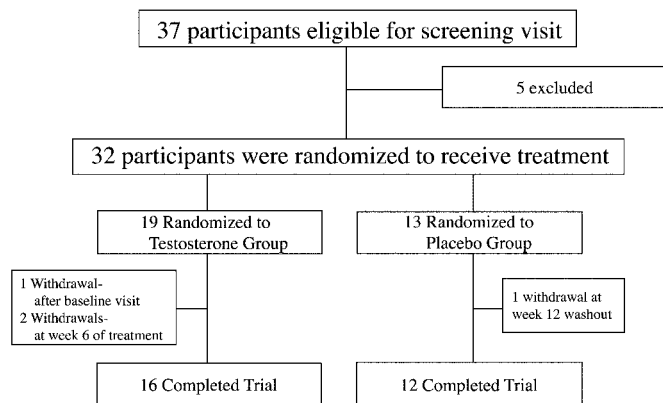 37 participants eligible for screening visit
5 excluded
32 participants were randomized to receive treatment
19 Randomized to
Testosterone Group
13 Randomized to
Placebo Group
1 Withdrawal-
after baseline visit
2 Withdrawals-
at week 6 of treatment
1 withdrawal at
week 12 washout
16 Completed Trial
12 Completed Trial